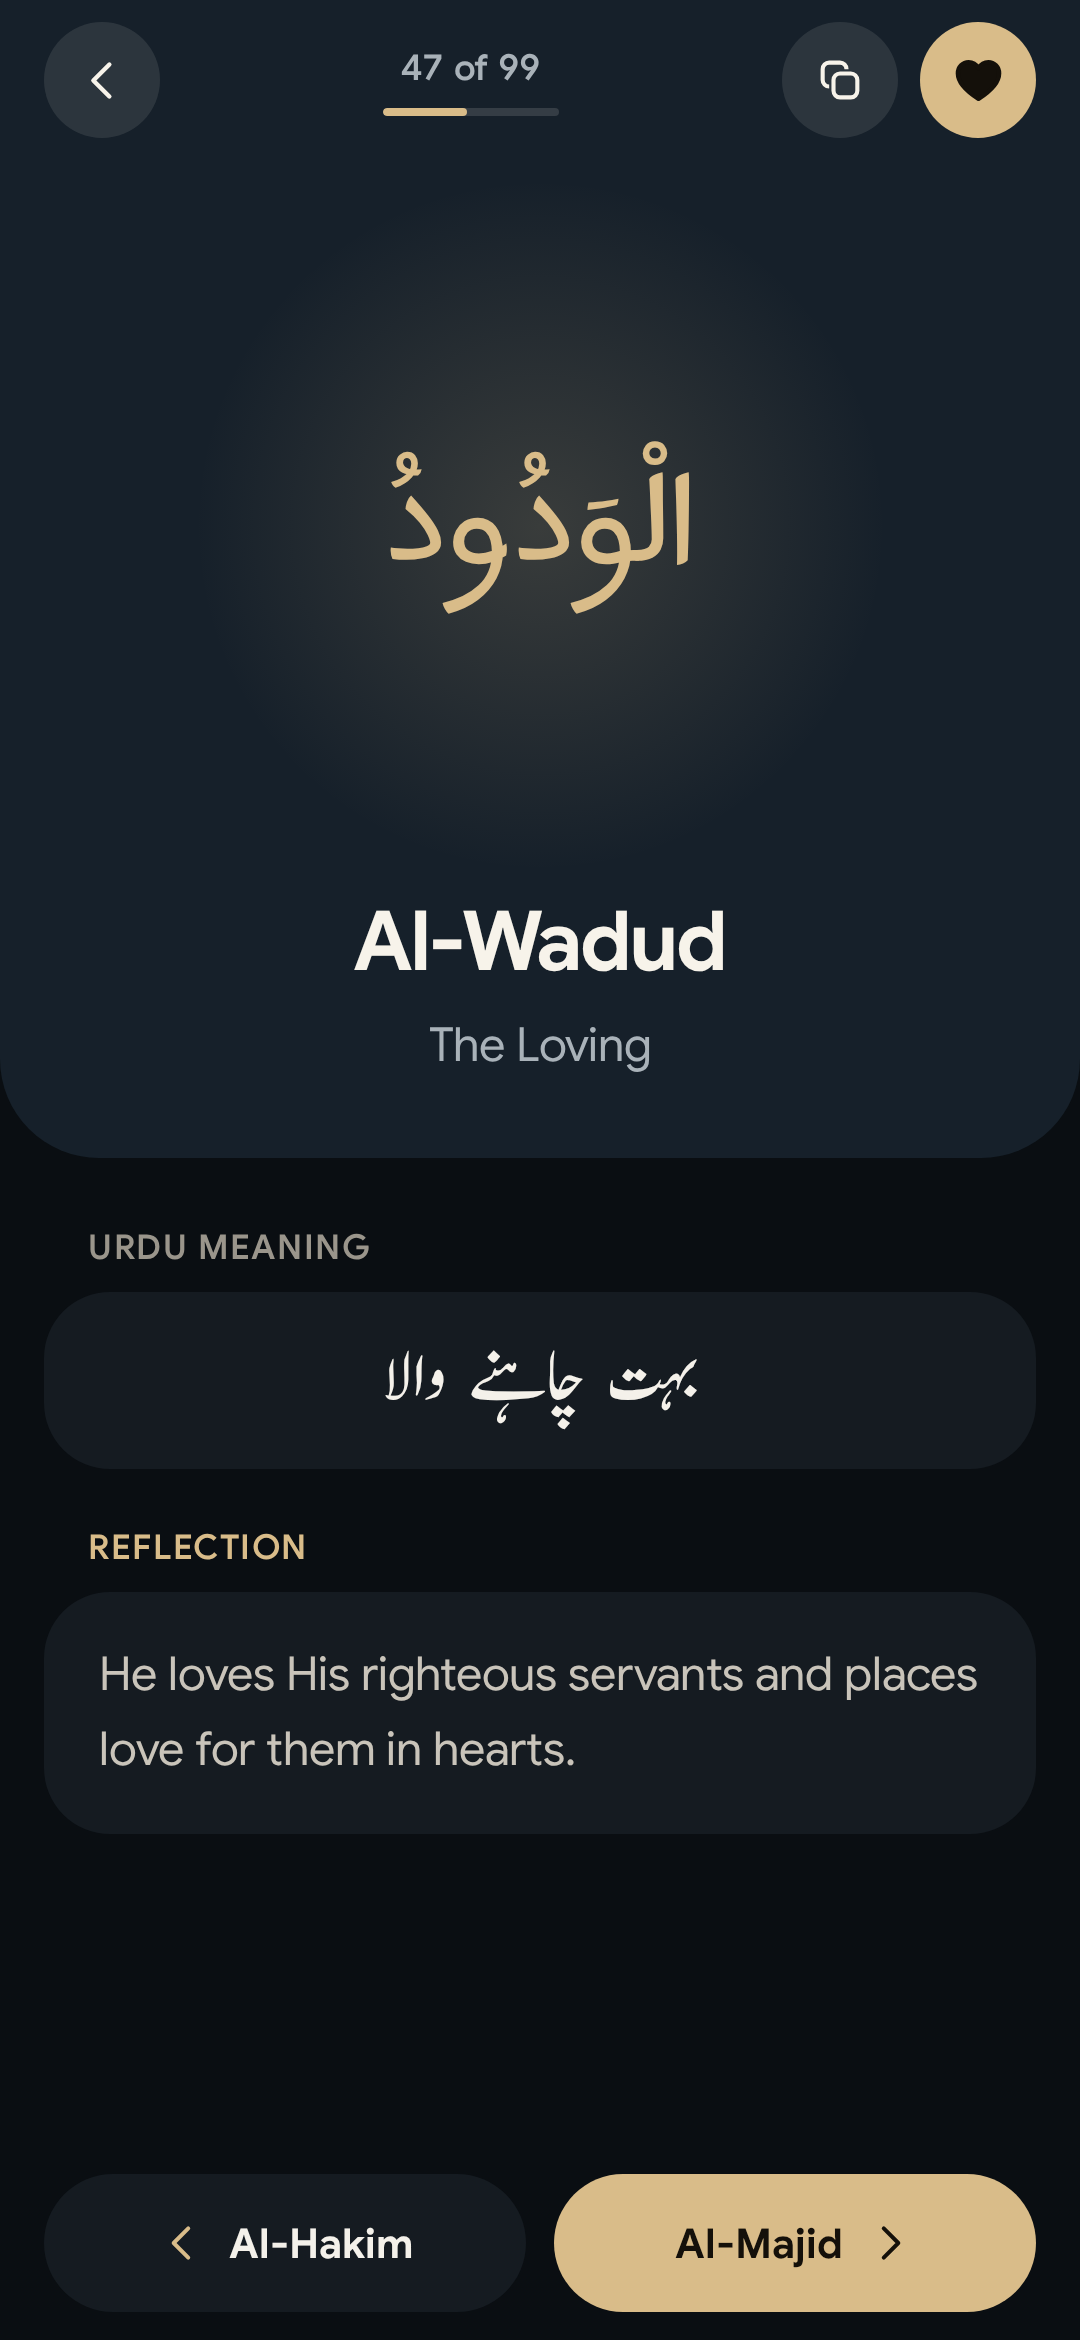 47 of 99
الْوَدُودُ
Al-Wadud
The Loving
URDU MEANING
بہت چاہنے والا
REFLECTION
He loves His righteous servants and places
love for them in hearts.
Al-Hakim
Al-Majid